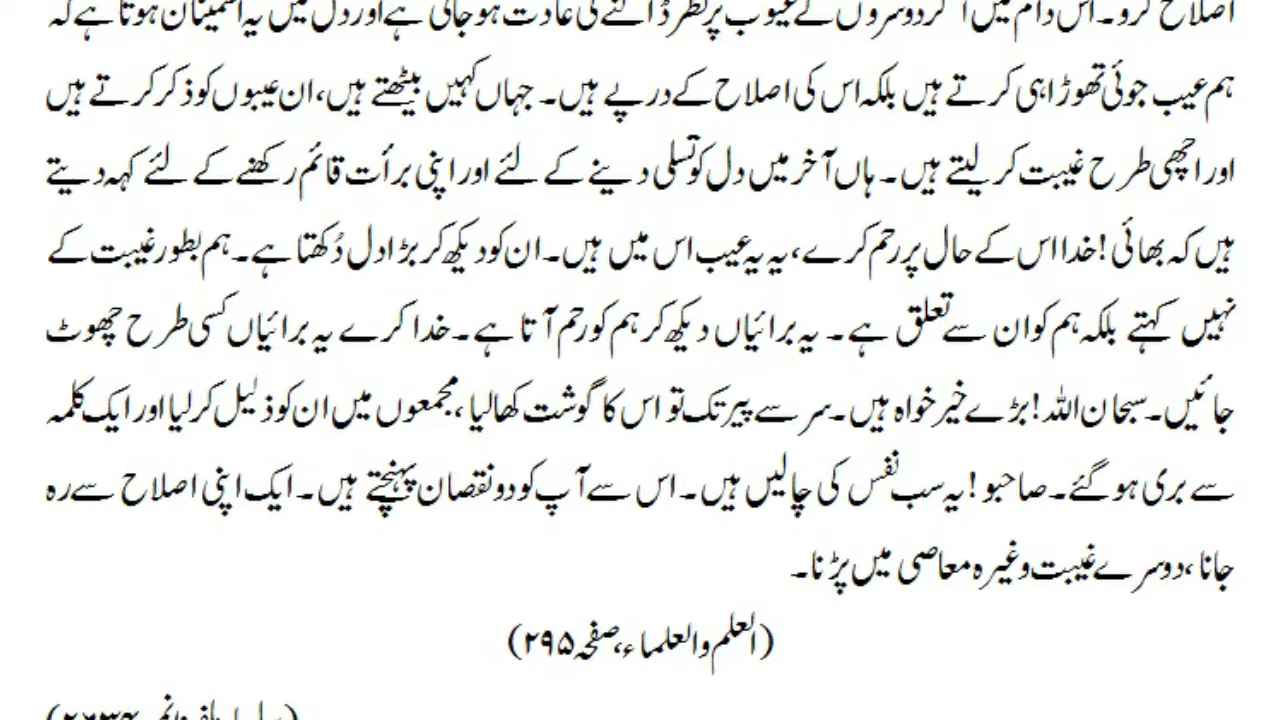 اصلاح کرو۔ اس دام میں آ کر دوسروں کے عیوب پر نظر ڈالنے کی عادت ہو جاتی ہے اور دل میں یہ اطمینان ہوتا ہے کہ
ہم عیب جوئی تھوڑا ہی کرتے ہیں بلکہ اس کی اصلاح کے درپے ہیں۔ جہاں کہیں بیٹھتے ہیں، ان عیبوں کو ذکر کرتے ہیں
اور اچھی طرح غیبت کر لیتے ہیں۔ ہاں آخر میں دل کو تسلی دینے کے لئے اور اپنی برأت قائم رکھنے کے لئے کہہ دیتے
ہیں کہ بھائی! خدا اس کے حال پر رحم کرے، یہ یہ عیب اس میں ہیں۔ ان کو دیکھ کر بڑا دل دُکھتا ہے۔ ہم بطور غیبت کے
نہیں کہتے بلکہ ہم کو ان سے تعلق ہے۔ یہ برائیاں دیکھ کر ہم کو رحم آتا ہے۔ خدا کرے یہ برائیاں کسی طرح چھوٹ
جائیں۔ سبحان اللہ! بڑے خیر خواہ ہیں۔ سر سے پیر تک تو اس کا گوشت کھا لیا، مجمعوں میں ان کو ذلیل کر لیا اور ایک کلمہ
سے بری ہو گئے۔ صاحبو! یہ سب نفس کی چالیں ہیں۔ اس سے آپ کو دو نقصان پہنچتے ہیں۔ ایک اپنی اصلاح سے رہ
جانا، دوسرے غیبت وغیرہ معاصی میں پڑنا۔
(العلم والعلماء، صفحہ ۲۹۵)